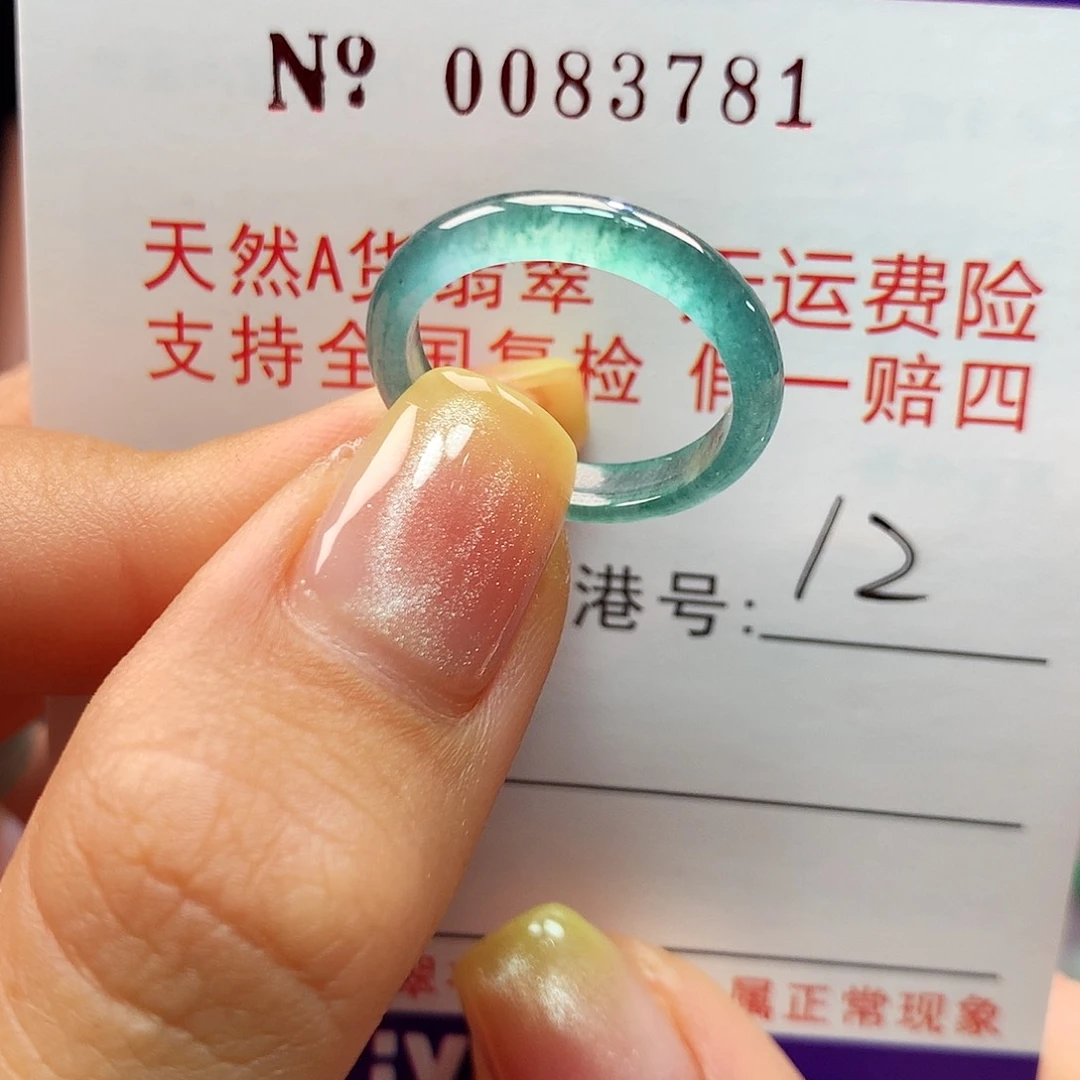 Nº 0083781
天然A货翡翠 运费险
支持全国复检 假一赔四
港号: 12
翠 属正常现象